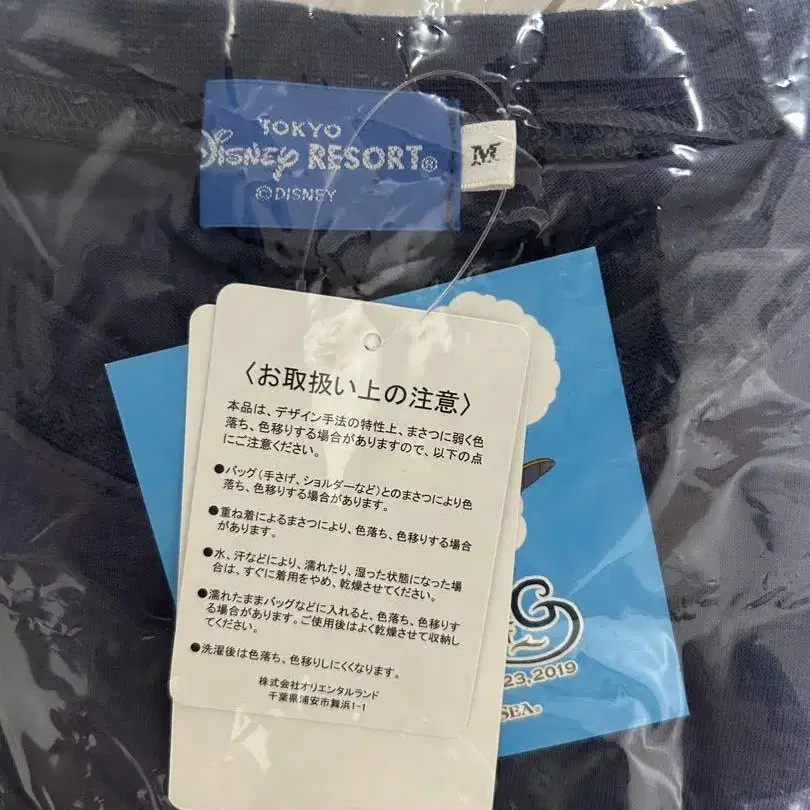 TOKYO
Disney RESORT®
©DISNEY
M
〈お取扱い上の注意〉
本品は、デザイン手法の特性上、まさつに弱く色
落ち、色移りする場合がありますので、以下の点
にご注意ください。
●バッグ(手さげ、ショルダーなど)とのまさつにより色
落ち、色移りする場合があります。
●重ね着によるまさつにより、色落ち、色移りする場合
があります。
●水、汗などにより、濡れたり、湿った状態になった場
合は、すぐに着用をやめ、乾燥させてください。
●濡れたままバッグなどに入れると、色落ち、色移りす
る場合があります。ご使用後はよく乾燥させて収納し
てください。
●洗濯後は色落ち、色移りしにくくなります。
株式会社オリエンタルランド
千葉県浦安市舞浜1-1
23,2019
SEA®